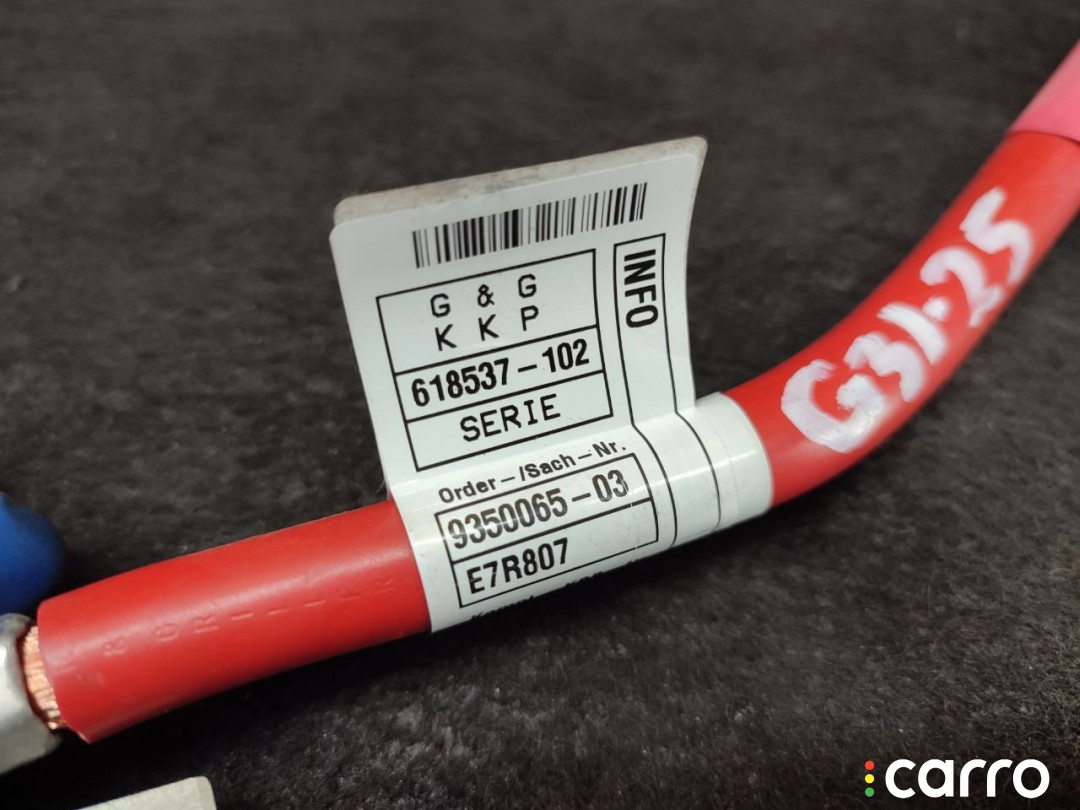 G & G
K K P
618537-102
SERIE
INFO
Order-/Sach-Nr.
9350065-03
E7R807
G31.25
carro